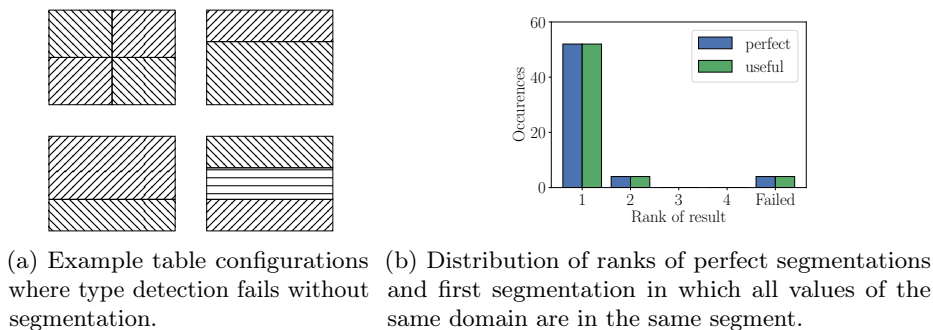 60
40
20
0
Occurences
perfect
useful
1 2 3 4 Failed
Rank of result
(a) Example table configurations
where type detection fails without
segmentation.
(b) Distribution of ranks of perfect segmentations
and first segmentation in which all values of the
same domain are in the same segment.